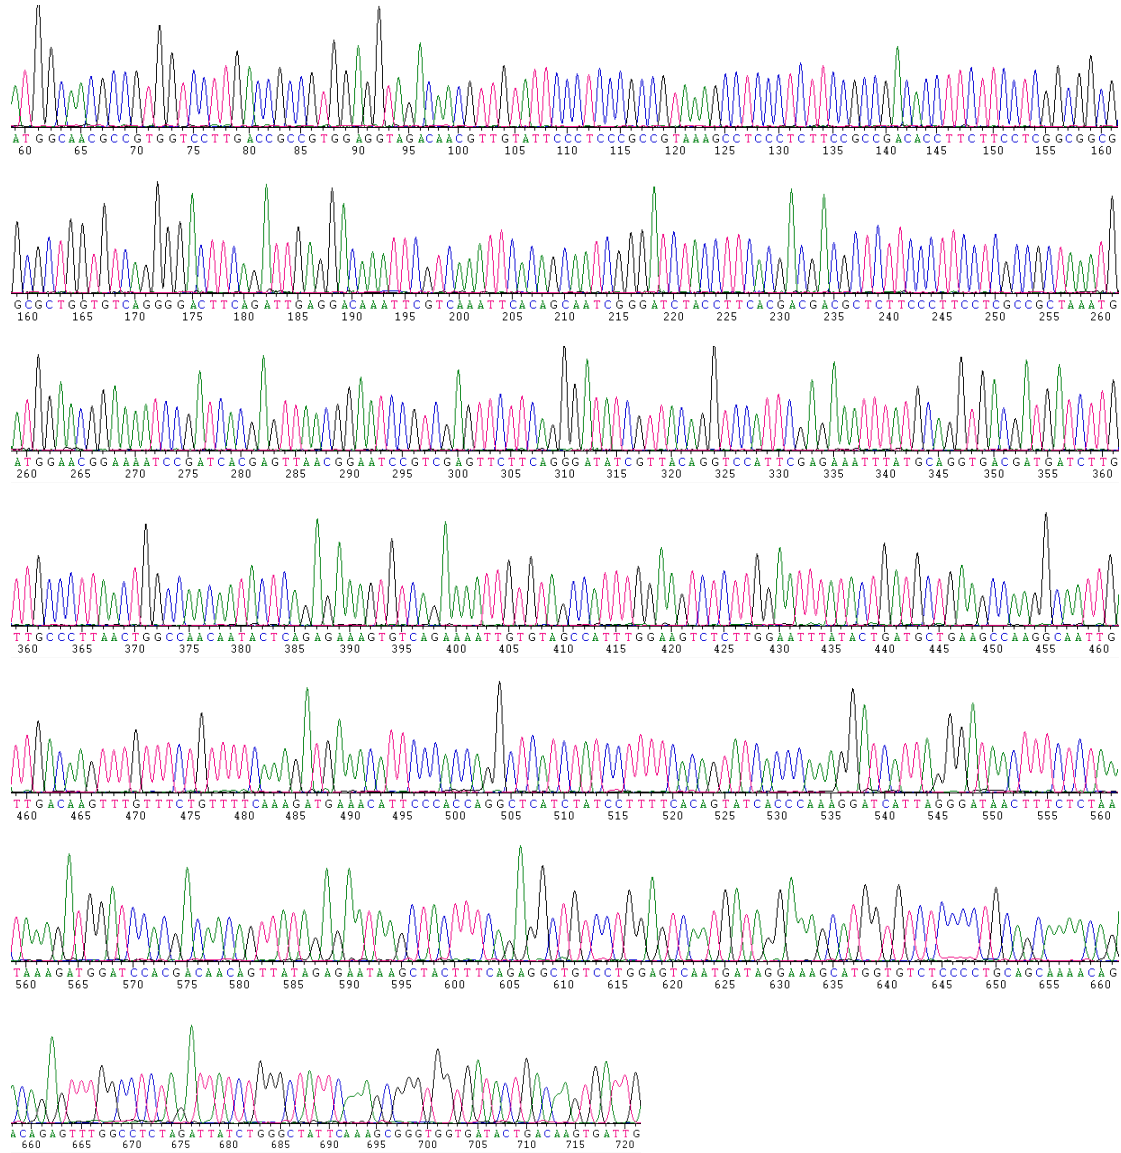 ATGGCAACGCCGTGGTCCTTGACCGCCGTGGAGGTAGACAACGTTGTATTCCCTCCCGCCGTAAAGCCTCCCTCTTCCGCCGACACCTTCTTCCTCGGCGGCG
60 65 70 75 80 85 90 95 100 105 110 115 120 125 130 135 140 145 150 155 160
GCGCTGGTGTCAGGGGACTTCAGATTGAGGACAAATTCGTCAAATTCACAGCAATCGGGATCTACCTTCACGACGACGCTCTTCCCTTCCTCGCCGCTAAATG
160 165 170 175 180 185 190 195 200 205 210 215 220 225 230 235 240 245 250 255 260
ATGGAACGGAAAATCCGATCACGAGTTAACGGAATCCGTCGAGTTCTTCAGGGATATCGTTACAGGTCCATTCGAGAAATTTATGCAGGTGACGATGATCTTG
260 265 270 275 280 285 290 295 300 305 310 315 320 325 330 335 340 345 350 355 360
TTGCCCTTAACTGGCCAACAATACTCAGAGAAAGTGTCAGAAAATTGTGTAGCCATTTGGAAGTCTCTTGGAATTTATACTGATGCTGAAGCCAAGGCAATTG
360 365 370 375 380 385 390 395 400 405 410 415 420 425 430 435 440 445 450 455 460
TTGACAAGTTTGTTTCTGTTTTCAAAGATGAAACATTCCCACCAGGCTCATCTATCCTTTTCACAGTATCACCCAAAGGATCATTAGGGATAACTTTCTCTAA
460 465 470 475 480 485 490 495 500 505 510 515 520 525 530 535 540 545 550 555 560
TAAAGATGGATCCACGACAACAGTTATAGAGAATAAGCTACTTTCAGAGGCTGTCCTGGAGTCAATGATAGGAAAGCATGGTGTCTCCCCTGCAGCAAAACAG
560 565 570 575 580 585 590 595 600 605 610 615 620 625 630 635 640 645 650 655 660
ACAGAGTTTGGCCTCTAGATTATCTGGGCTATTCAAAGCGGGTGGTGATACTGACAAGTGATTG
660 665 670 675 680 685 690 695 700 705 710 715 720